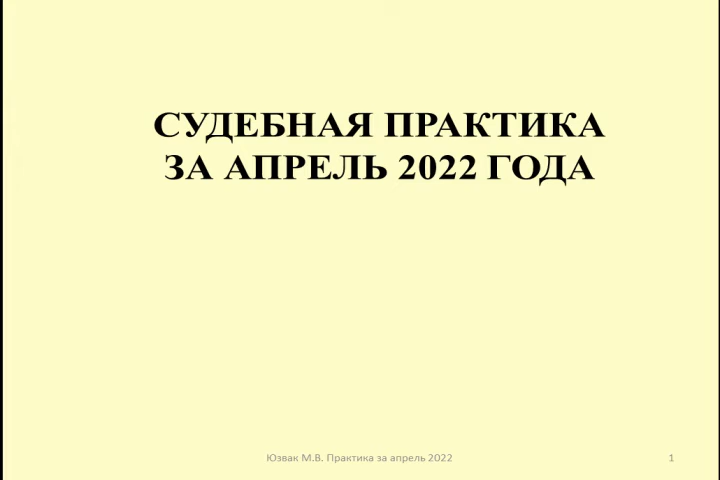 СУДЕБНАЯ ПРАКТИКА
ЗА АПРЕЛЬ 2022 ГОДА
Юзвак М.В. Практика за апрель 2022
1